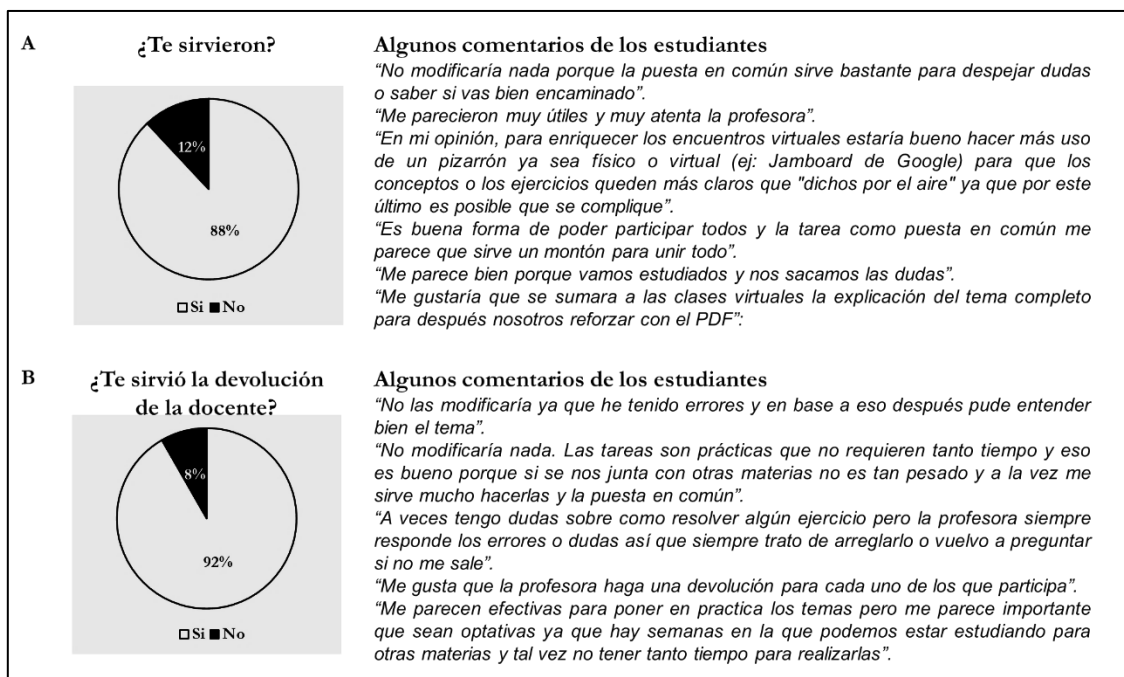 A
¿Te sirvieron?
12%
88%
Si No
Algunos comentarios de los estudiantes
“No modificaría nada porque la puesta en común sirve bastante para despejar dudas
o saber si vas bien encaminado”.
“Me parecieron muy útiles y muy atenta la profesora”.
“En mi opinión, para enriquecer los encuentros virtuales estaría bueno hacer más uso
de un pizarrón ya sea físico o virtual (ej: Jamboard de Google) para que los
conceptos o los ejercicios queden más claros que "dichos por el aire" ya que por este
último es posible que se complique”.
“Es buena forma de poder participar todos y la tarea como puesta en común me
parece que sirve un montón para unir todo”.
“Me parece bien porque vamos estudiados y nos sacamos las dudas”.
“Me gustaría que se sumara a las clases virtuales la explicación del tema completo
para después nosotros reforzar con el PDF”:
B
¿Te sirvió la devolución
de la docente?
8%
92%
Si No
Algunos comentarios de los estudiantes
“No las modificaría ya que he tenido errores y en base a eso después pude entender
bien el tema”.
“No modificaría nada. Las tareas son prácticas que no requieren tanto tiempo y eso
es bueno porque si se nos junta con otras materias no es tan pesado y a la vez me
sirve mucho hacerlas y la puesta en común”.
“A veces tengo dudas sobre como resolver algún ejercicio pero la profesora siempre
responde los errores o dudas así que siempre trato de arreglarlo o vuelvo a preguntar
si no me sale”.
“Me gusta que la profesora haga una devolución para cada uno de los que participa”.
“Me parecen efectivas para poner en practica los temas pero me parece importante
que sean optativas ya que hay semanas en la que podemos estar estudiando para
otras materias y tal vez no tener tanto tiempo para realizarlas”.